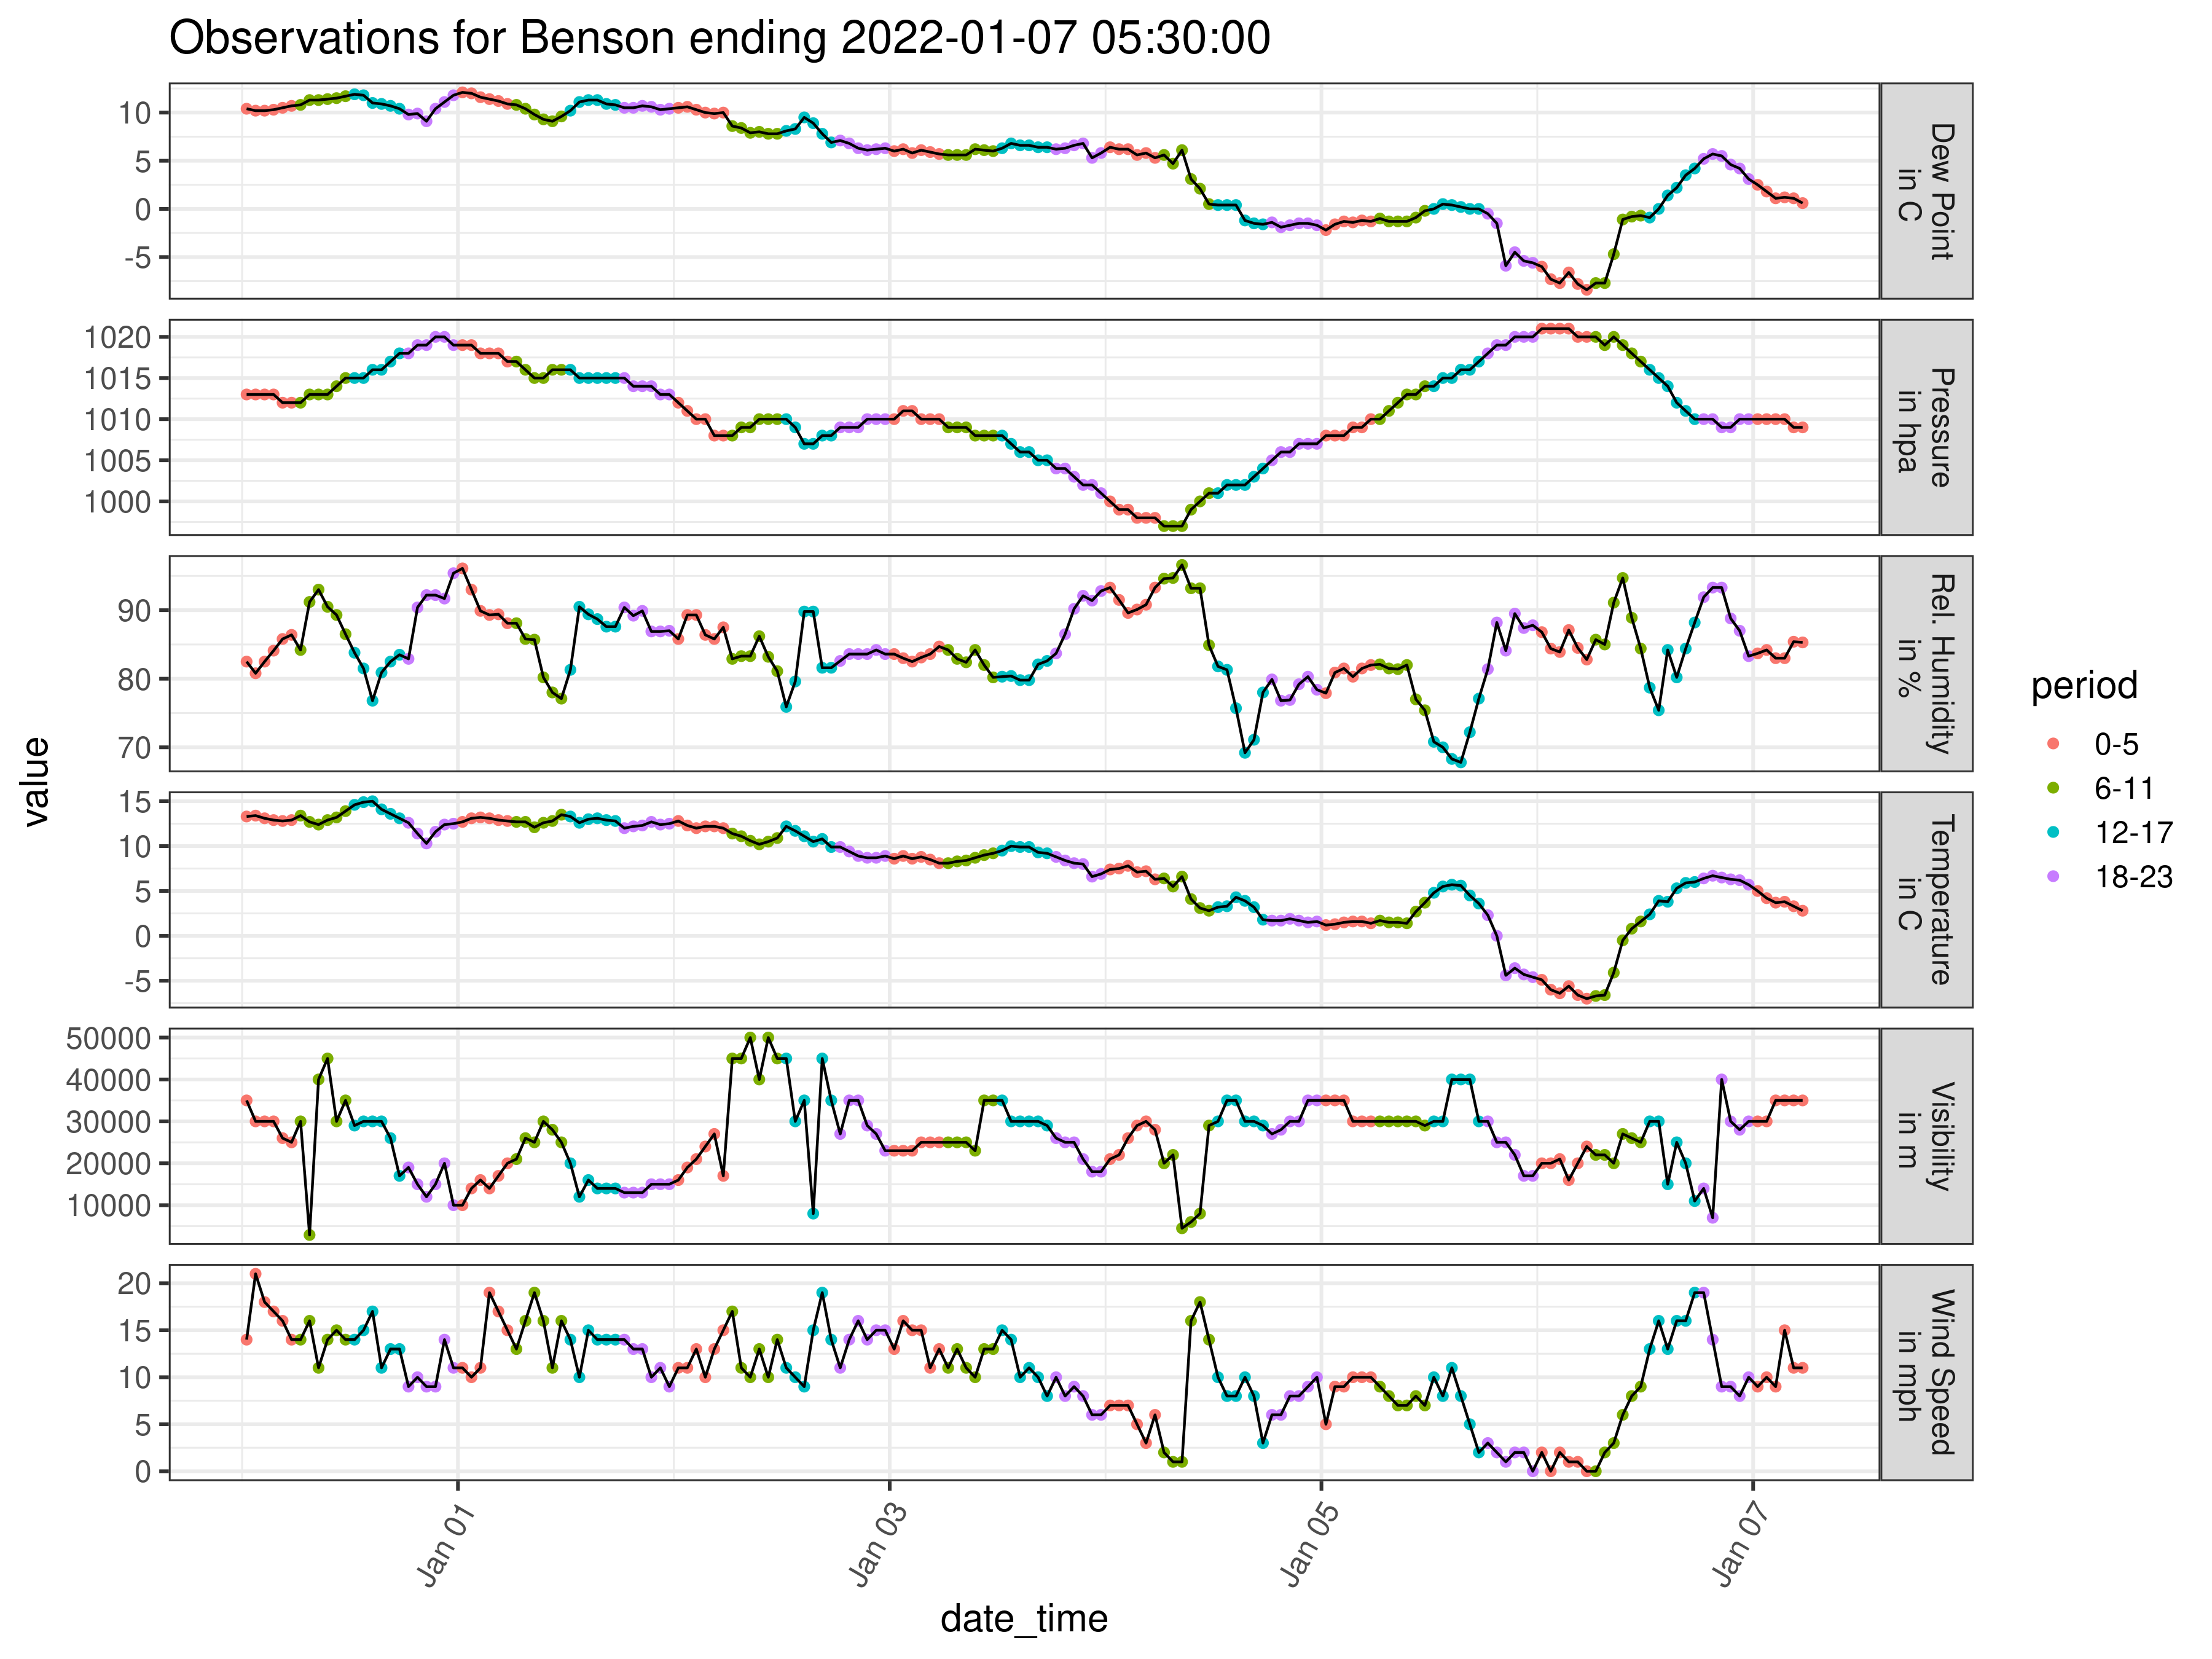 Observations for Benson ending 2022-01-07 05:30:00
value
10
5
0
-5
Dew Point
in C
1020
1015
1010
1005
1000
Pressure
in hpa
90
80
70
Rel. Humidity
in %
15
10
5
0
-5
Temperature
in C
50000
40000
30000
20000
10000
Visibility
in m
20
15
10
5
0
Wind Speed
in mph
Jan 01
Jan 03
Jan 05
Jan 07
date_time
period
0-5
6-11
12-17
18-23